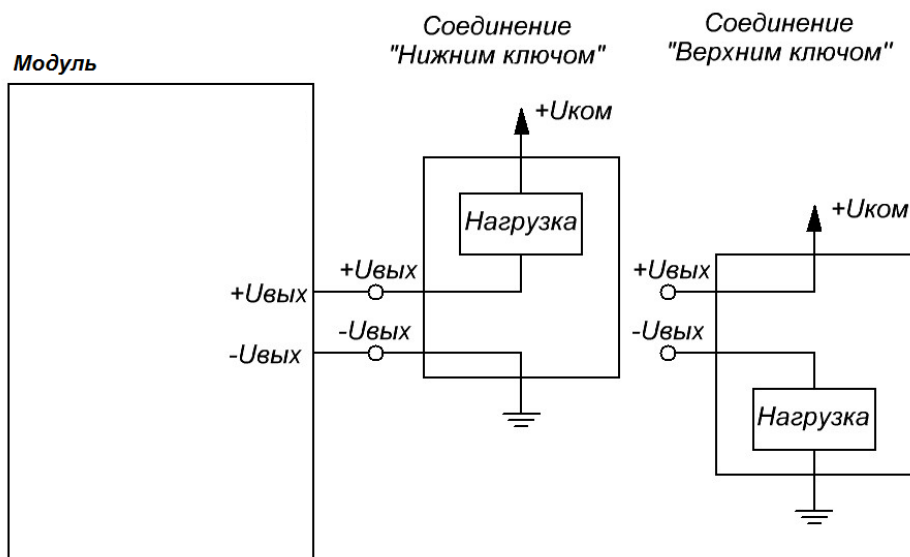 Соединение
"Нижним ключом"
Соединение
"Верхним ключом"
Модуль
+Uком
Нагрузка
+Uком
+Uвых
+Uвых
+Uвых
-Uвых
-Uвых
-Uвых
Нагрузка